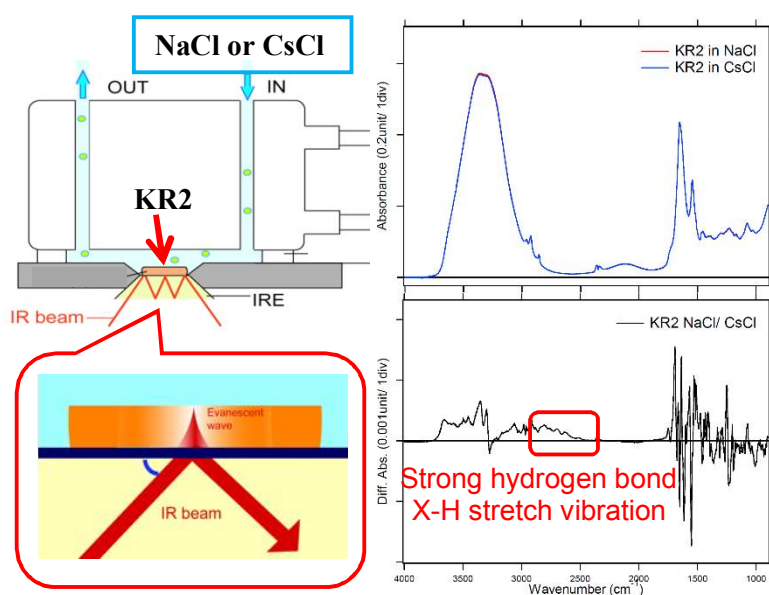 NaCl or CsCl
OUT
IN
KR2
IRE
IR beam
Evanescent
wave
IR beam
KR2 in NaCl
KR2 in CsCl
Absorbance (0.2unit/ 1div)
KR2 NaCl/ CsCl
Diff. Abs. (0.001unit/ 1div)
Strong hydrogen bond
X-H stretch vibration
4000 3500 3000 2500 2000 1500 1000
Wavenumber (cm⁻¹)